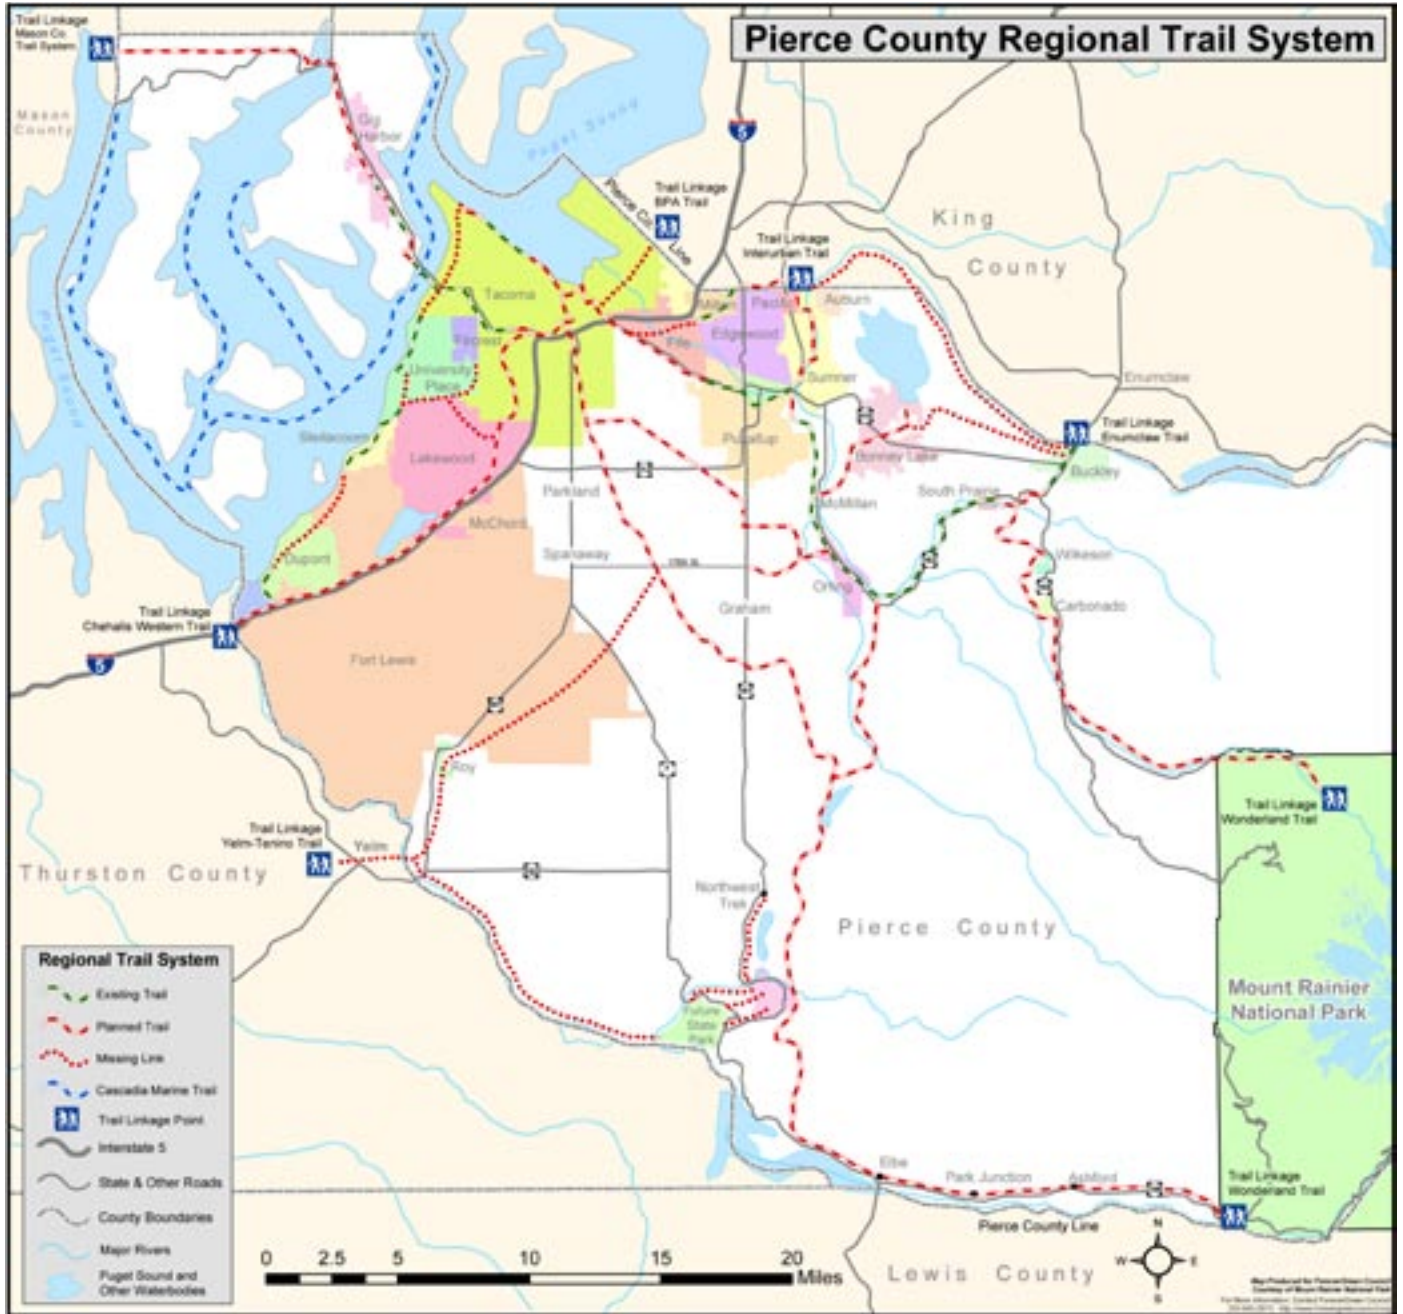 Pierce County Regional Trail System
Trail Linkage
Mason Co.
Trail System
Mason
County
Gig
Harbor
Puget Sound
Trail Linkage
BPA Trail
Pierce Co. Line
King
County
Trail Linkage
Interurban Trail
Tacoma
Milton
Pacific
Auburn
Edgewood
Fife
Fircrest
University
Place
Sumner
Enumclaw
Puget Sound
Steilacoom
Lakewood
Puyallup
Bonney Lake
Trail Linkage
Enumclaw Trail
Buckley
Parkland
McMillan
South Prairie
McChord
Dupont
Spanaway
Wilkeson
Orting
Graham
Carbonado
Trail Linkage
Chehalis Western Trail
5
5
Fort Lewis
Roy
Trail Linkage
Yelm-Tenino Trail
Yelm
Thurston County
Trail Linkage
Wonderland Trail
Northwest
Trek
Pierce County
Mount Rainier
National Park
Future
State
Park
Regional Trail System
Existing Trail
Planned Trail
Missing Link
Cascadia Marine Trail
Trail Linkage Point
Interstate 5
State & Other Roads
County Boundaries
Major Rivers
Puget Sound and
Other Waterbodies
Elbe
Park Junction
Ashford
Trail Linkage
Wonderland Trail
Pierce County Line
N
W
E
S
0 2.5 5 10 15 20
Miles
Lewis County